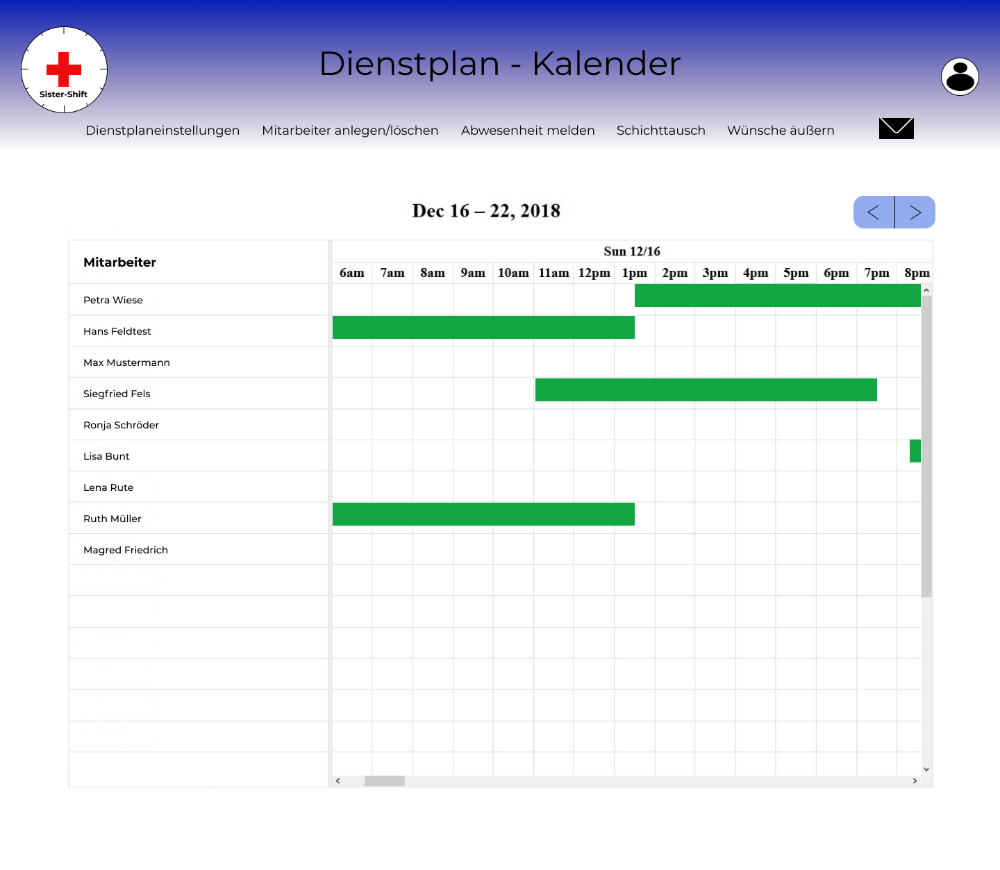 Dienstplan - Kalender
Sister-Shift
Dienstplaneinstellungen Mitarbeiter anlegen/löschen Abwesenheit melden Schichttausch Wünsche äußern
Dec 16 – 22, 2018
< >
Mitarbeiter
Sun 12/16
6am 7am 8am 9am 10am 11am 12pm 1pm 2pm 3pm 4pm 5pm 6pm 7pm 8pm
Petra Wiese
Hans Feldtest
Max Mustermann
Siegfried Fels
Ronja Schröder
Lisa Bunt
Lena Rute
Ruth Müller
Magred Friedrich